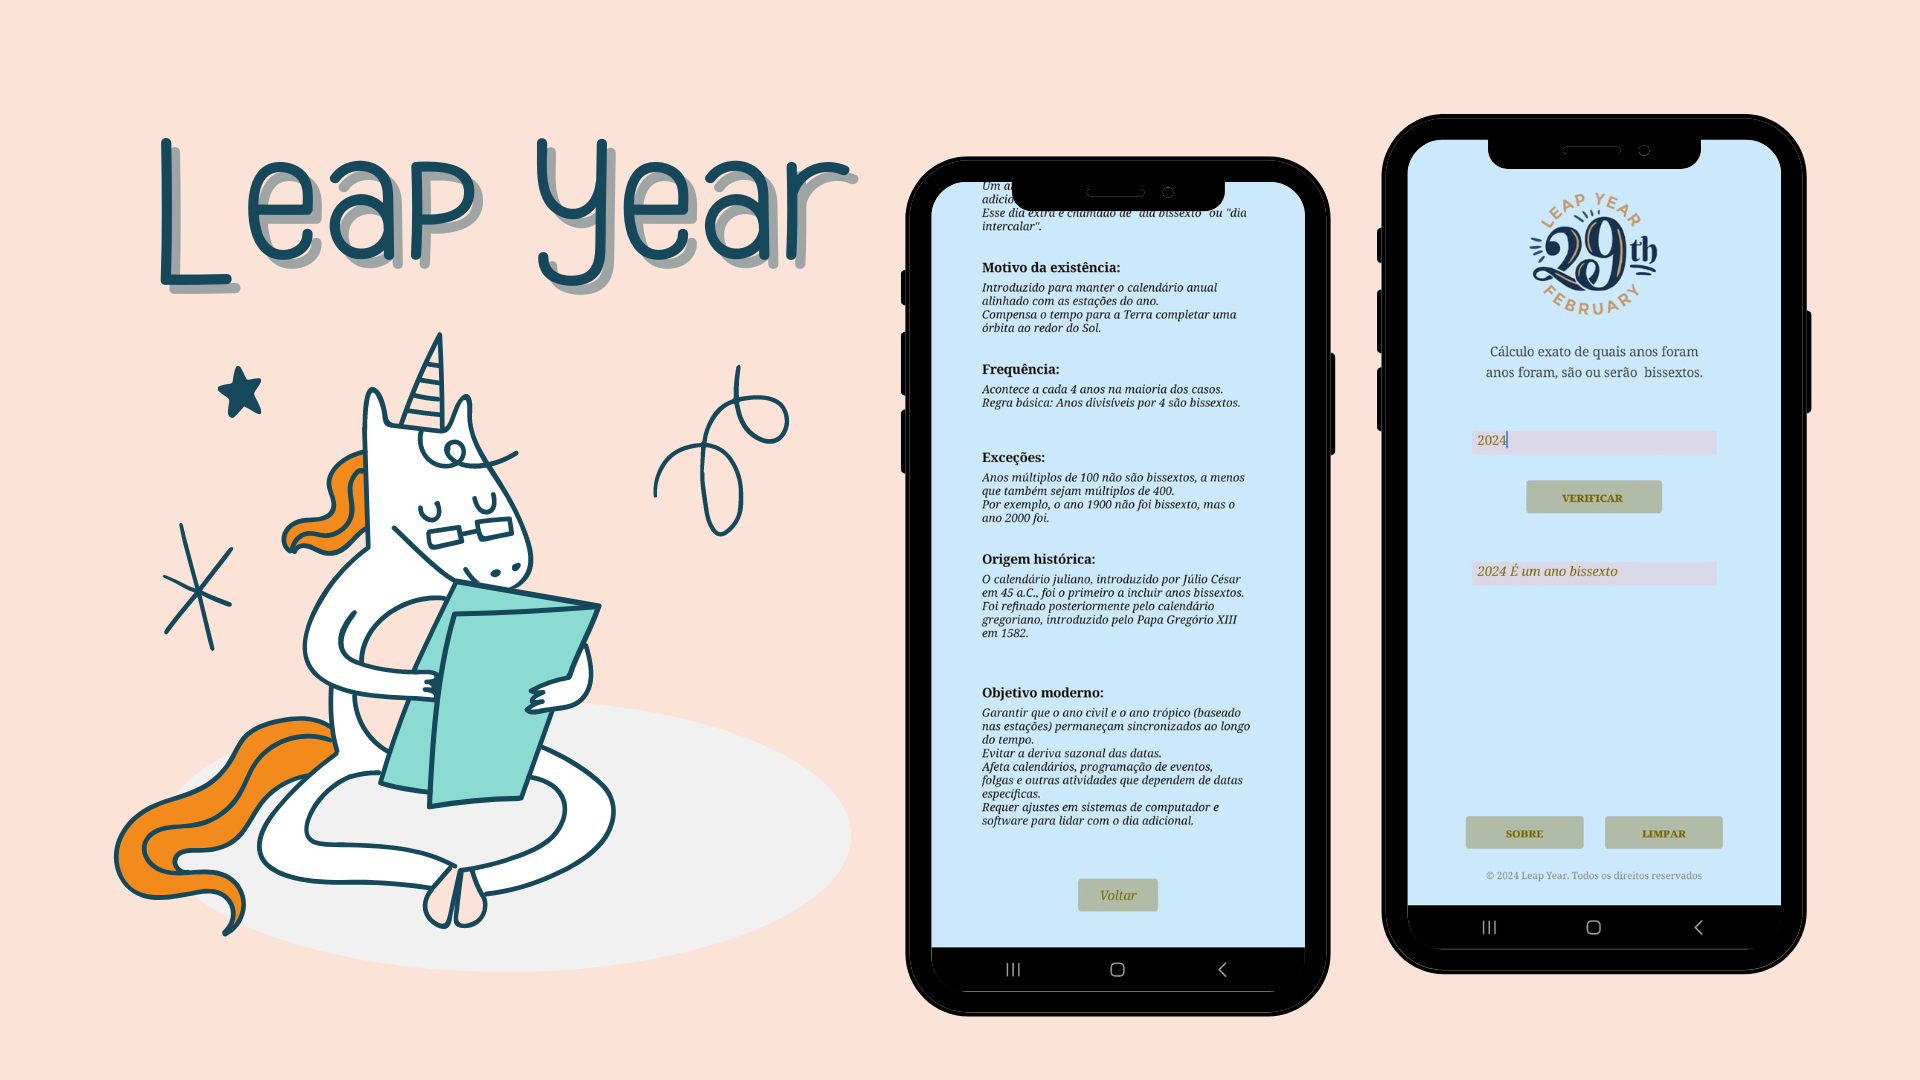 Leap Year
Um a
adicio
Esse dia extra é chamado de "dia bissexto" ou "dia
intercalar".
Motivo da existência:
Introduzido para manter o calendário anual
alinhado com as estações do ano.
Compensa o tempo para a Terra completar uma
órbita ao redor do Sol.
Frequência:
Acontece a cada 4 anos na maioria dos casos.
Regra básica: Anos divisíveis por 4 são bissextos.
Exceções:
Anos múltiplos de 100 não são bissextos, a menos
que também sejam múltiplos de 400.
Por exemplo, o ano 1900 não foi bissexto, mas o
ano 2000 foi.
Origem histórica:
O calendário juliano, introduzido por Júlio César
em 45 a.C., foi o primeiro a incluir anos bissextos.
Foi refinado posteriormente pelo calendário
gregoriano, introduzido pelo Papa Gregório XIII
em 1582.
Objetivo moderno:
Garantir que o ano civil e o ano trópico (baseado
nas estações) permaneçam sincronizados ao longo
do tempo.
Evitar a deriva sazonal das datas.
Afeta calendários, programação de eventos,
folgas e outras atividades que dependem de datas
específicas.
Requer ajustes em sistemas de computador e
software para lidar com o dia adicional.
Voltar
LEAP YEAR
29th
FEBRUARY
Cálculo exato de quais anos foram
anos foram, são ou serão  bissextos.
2024
VERIFICAR
2024 É um ano bissexto
SOBRE
LIMPAR
© 2024 Leap Year. Todos os direitos reservados